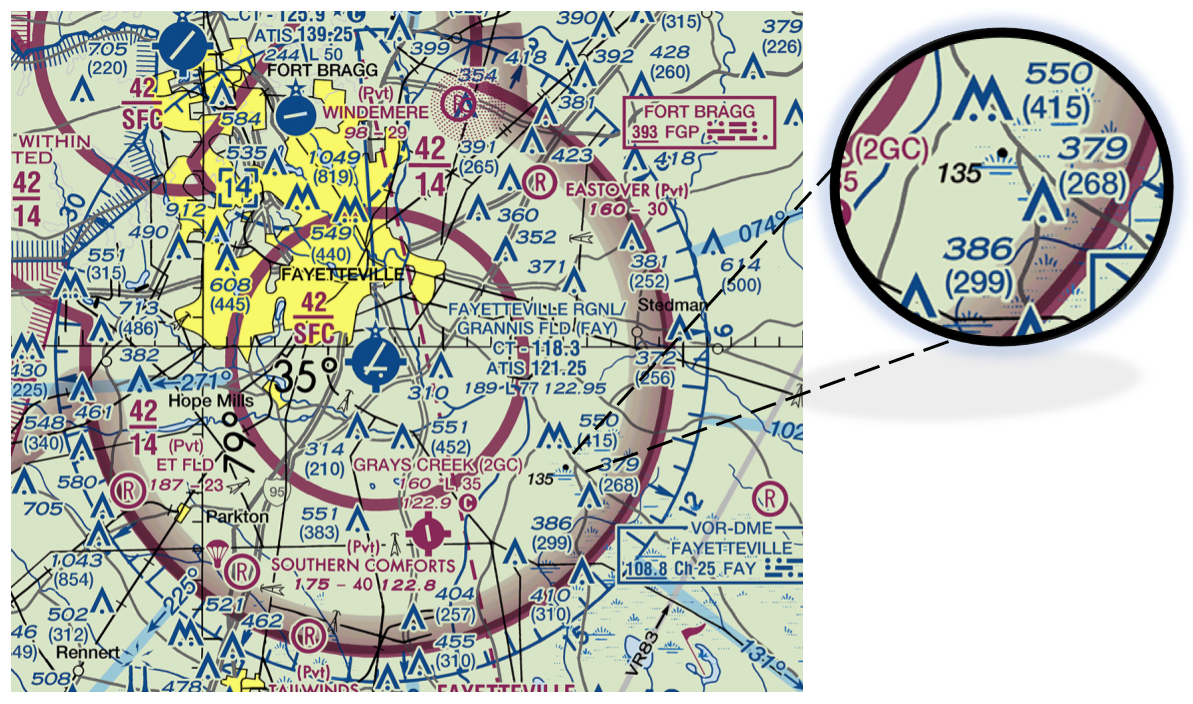 CT - 125.9
ATIS 139.25
244 L 50
FORT BRAGG
705
(220)
42
SFC
584
(Pvt)
WINDEMERE
98 - 29
399
354
418
390
(315)
392
428
(260)
379
(226)
381
FORT BRAGG
393 FGP
WITHIN
TED
42
14
30
535
14
1049
(819)
42
14
391
(265)
423
418
EASTOVER (Pvt)
160 - 30
912
490
549
(440)
360
352
371
381
(252)
074°
614
(500)
551
(315)
608
(445)
FAYETTEVILLE
42
SFC
713
(486)
FAYETTEVILLE RGNL/
GRANNIS FLD (FAY)
CT - 118.3
ATIS 121.25
189 L 77 122.95
Stedman
6
372
(256)
430
(225)
382
271°
35°
310
Hope Mills
461
42
14
79°
548
(340)
(Pvt)
ET FLD
187 - 23
314
(210)
551
(452)
550
(415)
102
GRAYS CREEK (2GC)
160 *L 35
122.9 C
135
379
(268)
580
705
95
Parkton
551
(383)
386
(299)
12
VOR-DME
FAYETTEVILLE
108.8 Ch 25 FAY
1043
(854)
(Pvt)
SOUTHERN COMFORTS
175 - 40 122.8
225°
502
(312)
521
462
404
(257)
410
(310)
46
49)
Rennert
508
455
(310)
15
VR83
131°
478
(Pvt)
TAILWINDS
FAYETTEVILLE
550
(415)
(2GC)
35
135
379
(268)
386
(299)